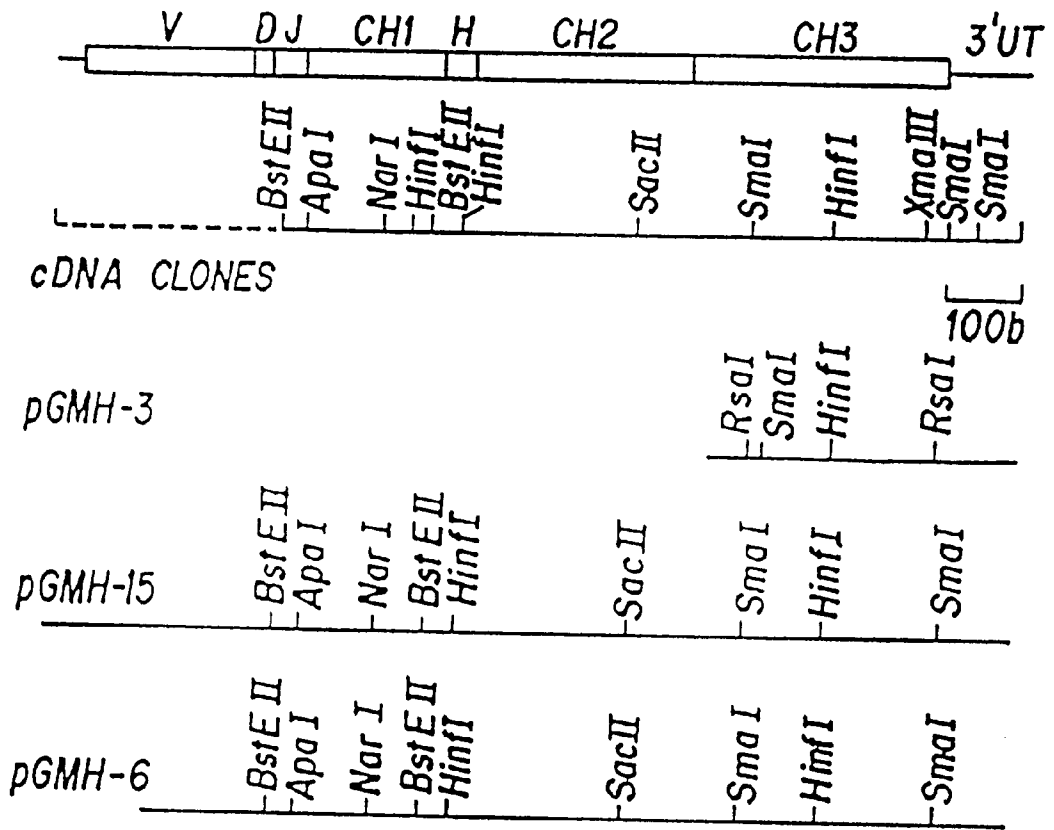 V D J CH1 H CH2 CH3 3'UT
BstEII ApaI NarI HinfI BstEII HinfI SacII SmaI HinfI XmaIII SmaI SmaI
cDNA CLONES
100b
pGMH-3
RsaI SmaI HinfI RsaI
pGMH-15
BstEII ApaI NarI BstEII HinfI SacII SmaI HinfI SmaI
pGMH-6
BstEII ApaI NarI BstEII HinfI SacII SmaI HinfI SmaI